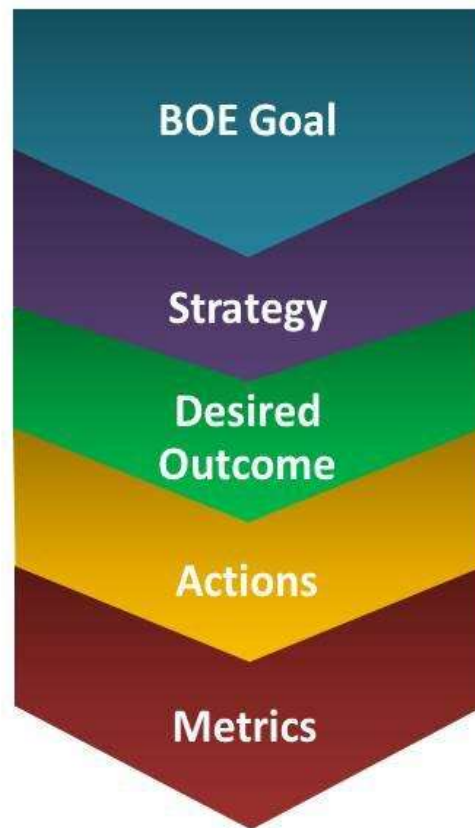 BOE Goal
Strategy
Desired
Outcome
Actions
Metrics